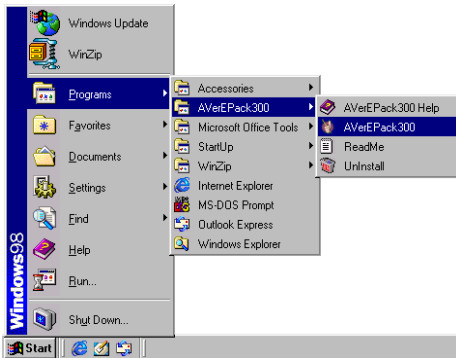 Windows Update
WinZip
Programs
Favorites
Documents
Settings
Find
Help
Run...
Shut Down...
Windows98
Accessories
AVerEPack300
Microsoft Office Tools
StartUp
WinZip
Internet Explorer
MS-DOS Prompt
Outlook Express
Windows Explorer
AVerEPack300 Help
AVerEPack300
ReadMe
UnInstall
Start